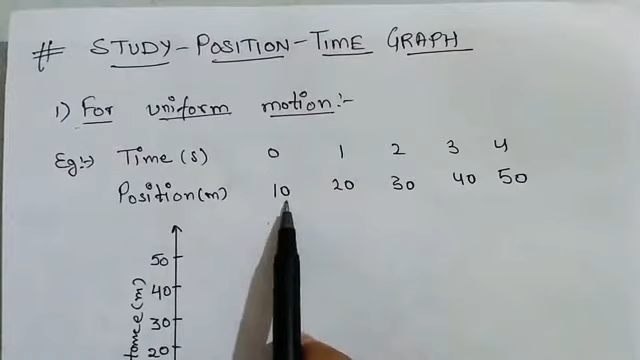 # STUDY-POSITION-TIME GRAPH
1) For uniform motion:-
Eg:- Time(s) 0 1 2 3 4
Position(m) 10 20 30 40 50
50
40
30
20
(m)